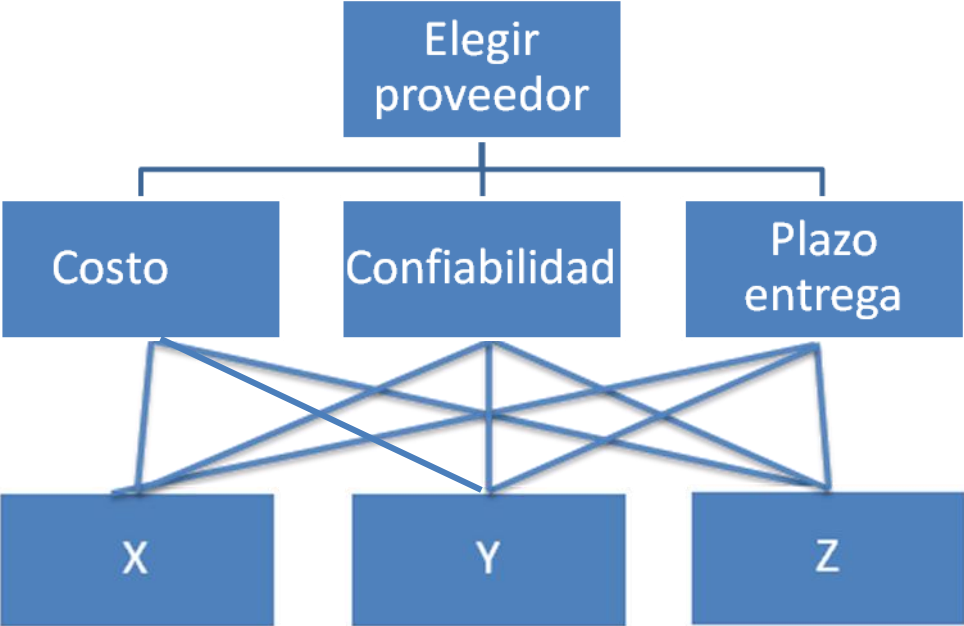 Elegir
proveedor
Costo
Confiabilidad
Plazo
entrega
X
Y
Z